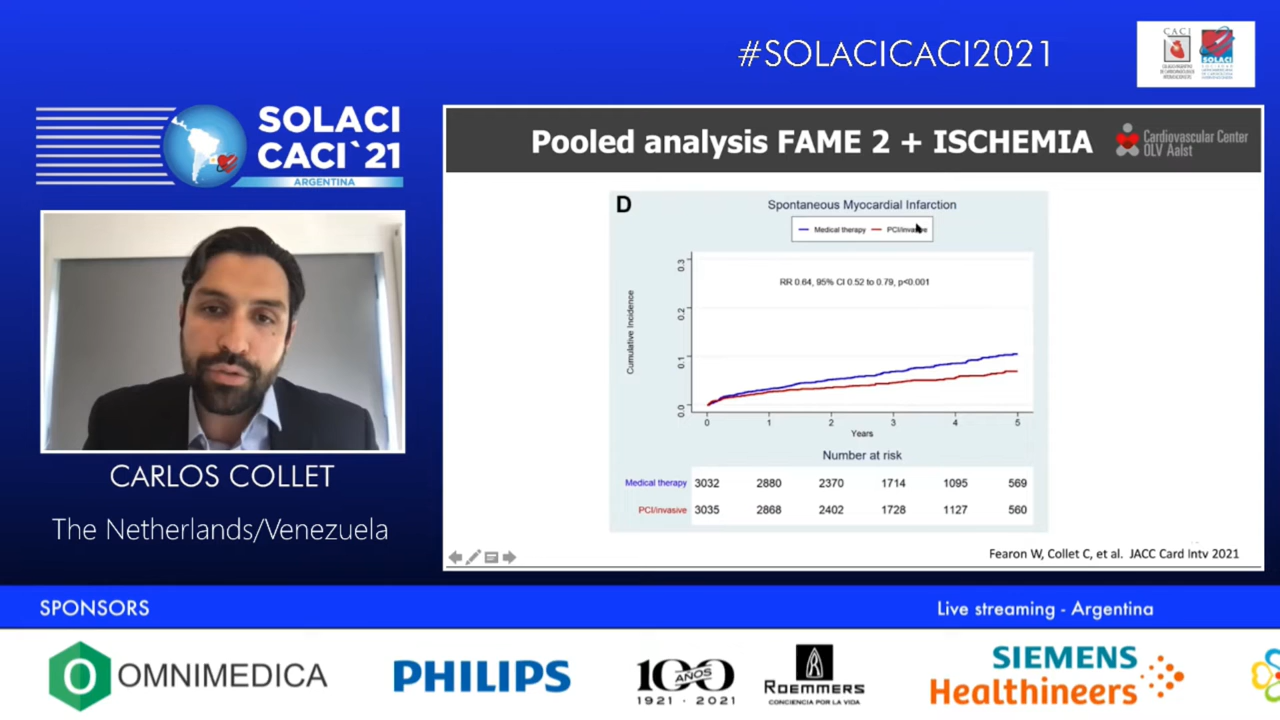 #SOLACICACI2021
CACI
SOLACI
SOLACI
CACI`21
ARGENTINA
CARLOS COLLET
The Netherlands/Venezuela
Pooled analysis FAME 2 + ISCHEMIA
Cardiovascular Center
OLV Aalst
D
Spontaneous Myocardial Infarction
Medical therapy
RR 0.64, 95% CI 0.52 to 0.79, p<0.001
Cumulative Incidence
0.3
0.2
0.1
0.0
0 1 2 3 4 5
Years
Number at risk
Medical therapy 3032 2880 2370 1714 1095 569
PCI/invasive 3035 2868 2402 1728 1127 560
Fearon W, Collet C, et al. JACC Card Intv 2021
SPONSORS
Live streaming - Argentina
OMNIMEDICA
PHILIPS
100
AÑOS
1921 · 2021
ROEMMERS
CONCIENCIA POR LA VIDA
SIEMENS
Healthineers